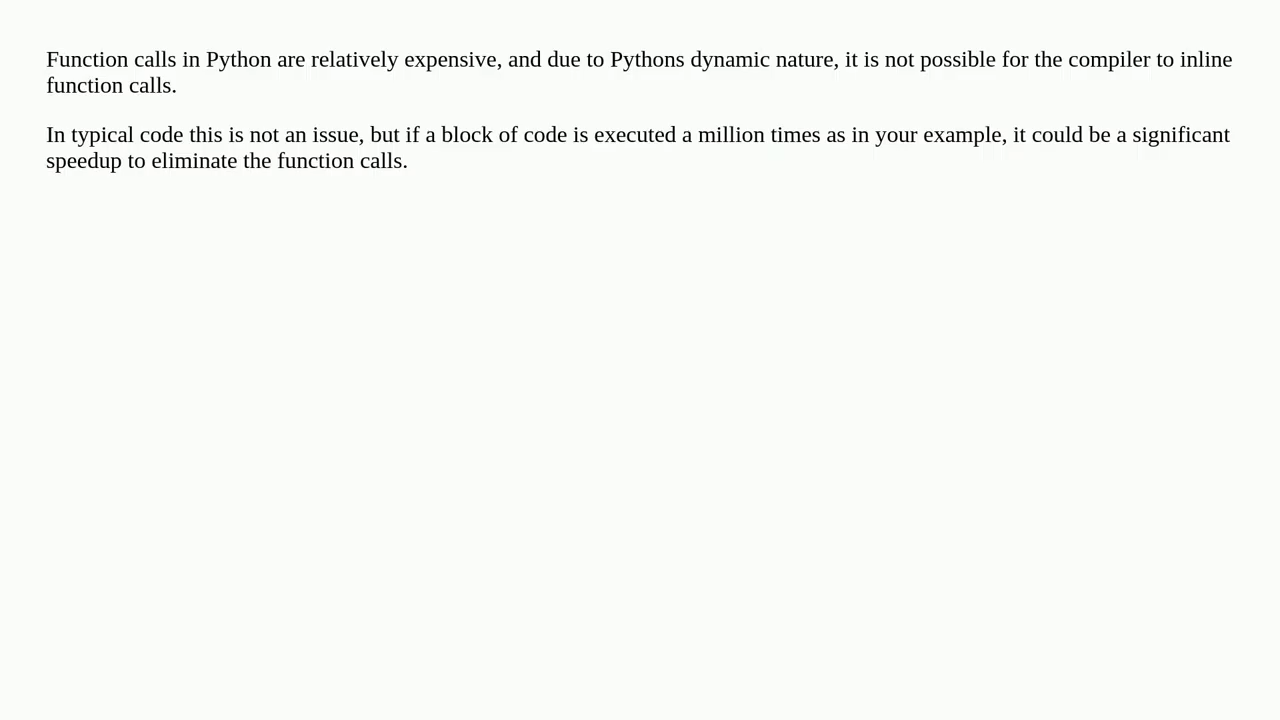 Function calls in Python are relatively expensive, and due to Pythons dynamic nature, it is not possible for the compiler to inline
function calls.
In typical code this is not an issue, but if a block of code is executed a million times as in your example, it could be a significant
speedup to eliminate the function calls.